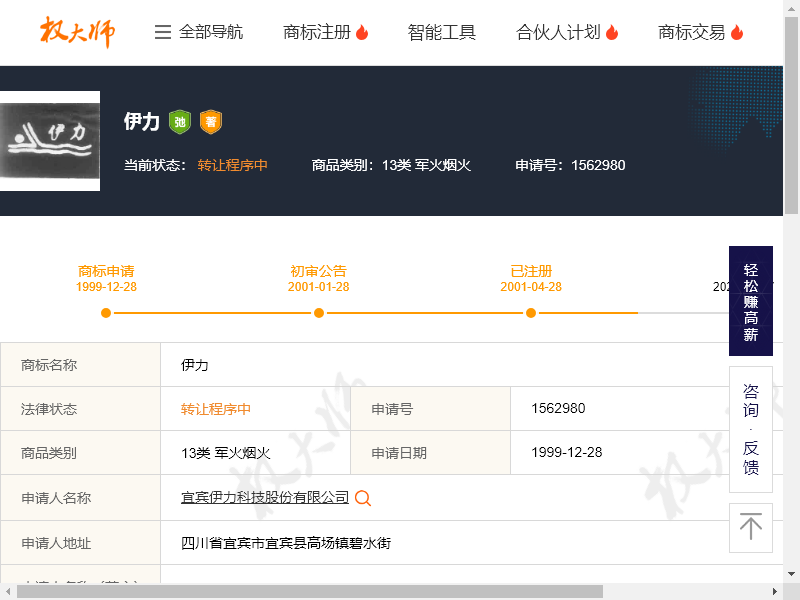 权大师
全部导航 商标注册 智能工具 合伙人计划 商标交易
伊力
伊力 弛 著
当前状态： 转让程序中 商品类别：13类 军火烟火 申请号：1562980
商标申请 初审公告 已注册
1999-12-28 2001-01-28 2001-04-28
轻松赚高薪
商标名称 伊力
法律状态 转让程序中 申请号 1562980
商品类别 13类 军火烟火 申请日期 1999-12-28
咨询·反馈
申请人名称 宜宾伊力科技股份有限公司
申请人地址 四川省宜宾市宜宾县高场镇碧水街
权大师